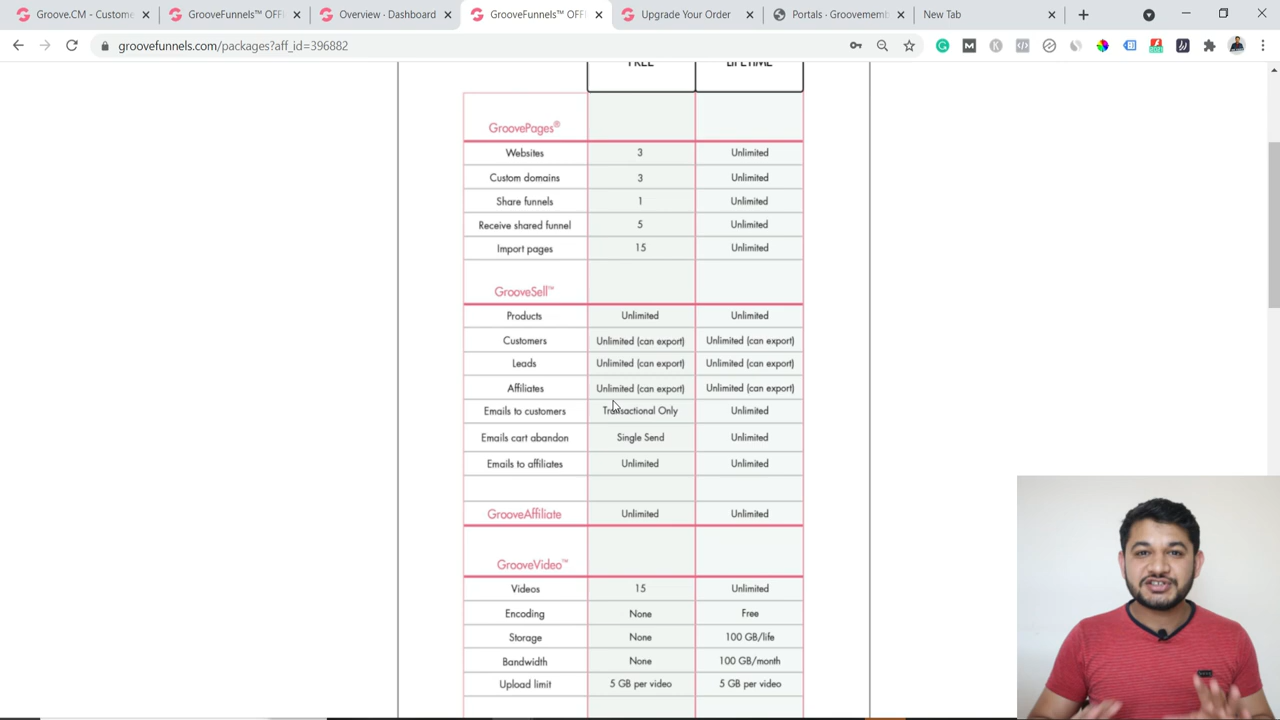 Groove.CM - Custome
GrooveFunnels™ OFFI
Overview - Dashboard
GrooveFunnels™ OFFI
Upgrade Your Order
Portals - Groovememb
New Tab
groovefunnels.com/packages?aff_id=396882
FREE LIFETIME
GroovePages®
Websites 3 Unlimited
Custom domains 3 Unlimited
Share funnels 1 Unlimited
Receive shared funnel 5 Unlimited
Import pages 15 Unlimited
GrooveSell™
Products Unlimited Unlimited
Customers Unlimited (can export) Unlimited (can export)
Leads Unlimited (can export) Unlimited (can export)
Affiliates Unlimited (can export) Unlimited (can export)
Emails to customers Transactional Only Unlimited
Emails cart abandon Single Send Unlimited
Emails to affiliates Unlimited Unlimited
GrooveAffiliate Unlimited Unlimited
GrooveVideo™
Videos 15 Unlimited
Encoding None Free
Storage None 100 GB/life
Bandwidth None 100 GB/month
Upload limit 5 GB per video 5 GB per video